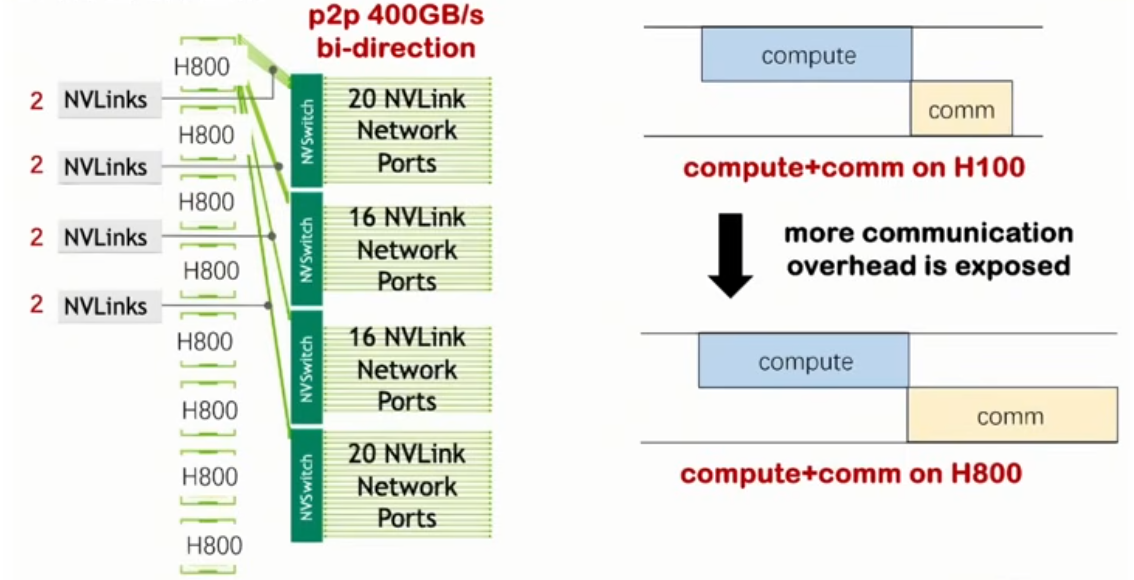 p2p 400GB/s
bi-direction
H800
2 NVLinks
H800
2 NVLinks
H800
2 NVLinks
H800
2 NVLinks
H800
H800
H800
H800
NVSwitch
20 NVLink
Network
Ports
NVSwitch
16 NVLink
Network
Ports
NVSwitch
16 NVLink
Network
Ports
NVSwitch
20 NVLink
Network
Ports
compute
comm
compute+comm on H100
more communication
overhead is exposed
compute
comm
compute+comm on H800